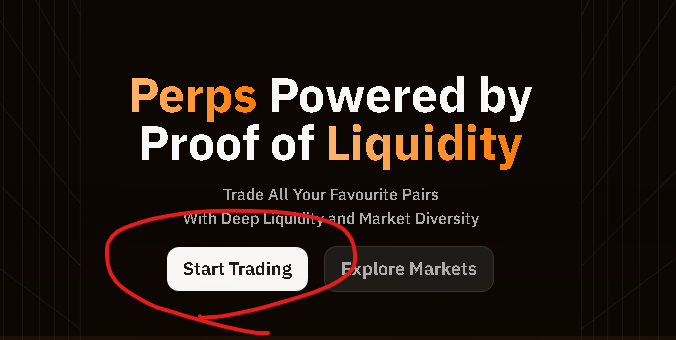 Perps Powered by
Proof of Liquidity
Trade All Your Favourite Pairs
With Deep Liquidity and Market Diversity
Start Trading
Explore Markets